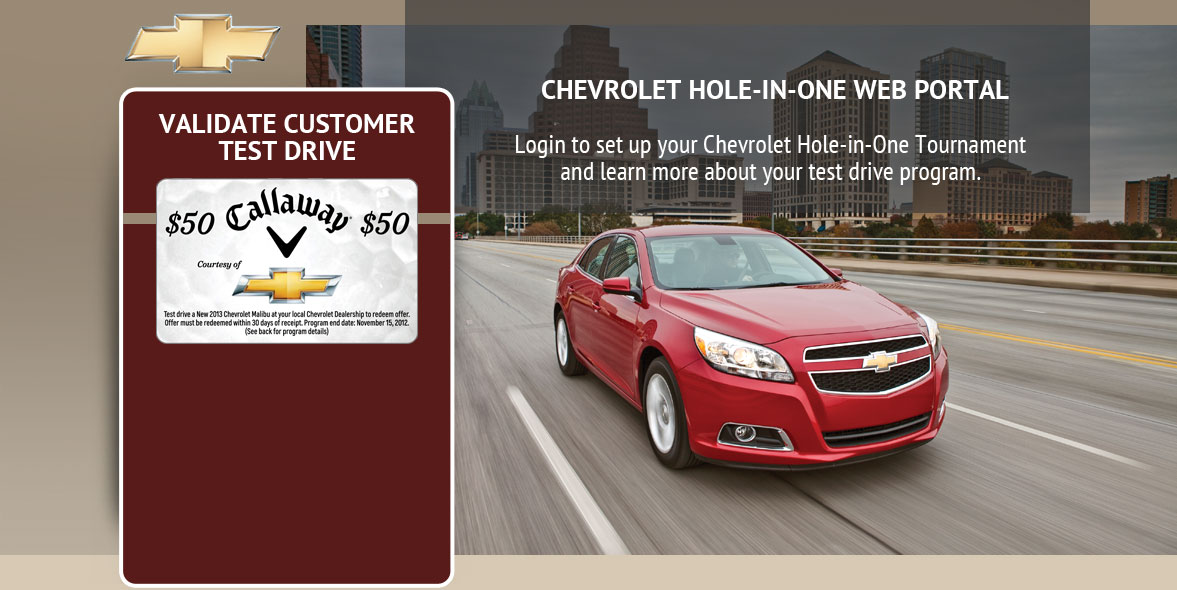 VALIDATE CUSTOMER
TEST DRIVE
$50 Callaway $50
Courtesy of
Test drive a New 2013 Chevrolet Malibu at your local Chevrolet Dealership to redeem offer.
Offer must be redeemed within 30 days of receipt. Program end date: November 15, 2012.
(See back for program details)
CHEVROLET HOLE-IN-ONE WEB PORTAL
Login to set up your Chevrolet Hole-in-One Tournament
and learn more about your test drive program.